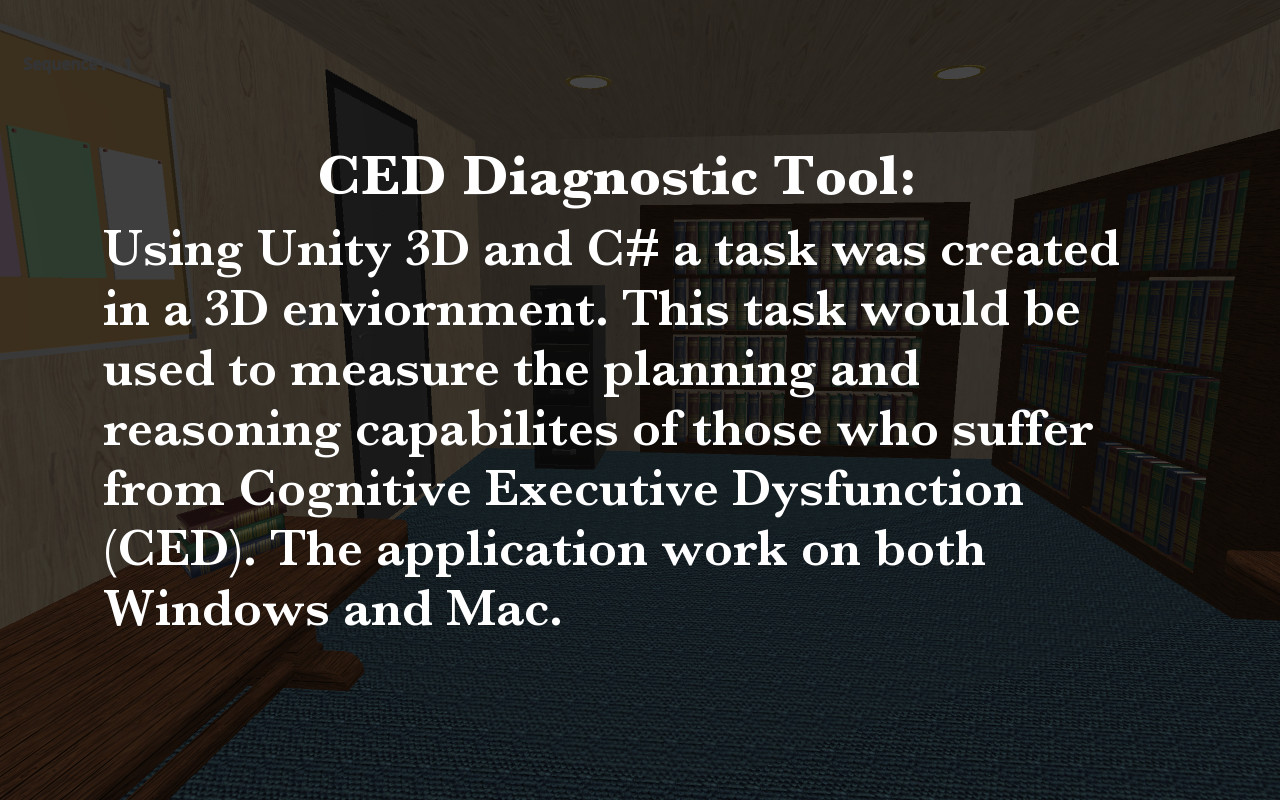 Sequence
CED Diagnostic Tool:
Using Unity 3D and C# a task was created
in a 3D enviornment. This task would be
used to measure the planning and
reasoning capabilites of those who suffer
from Cognitive Executive Dysfunction
(CED). The application work on both
Windows and Mac.